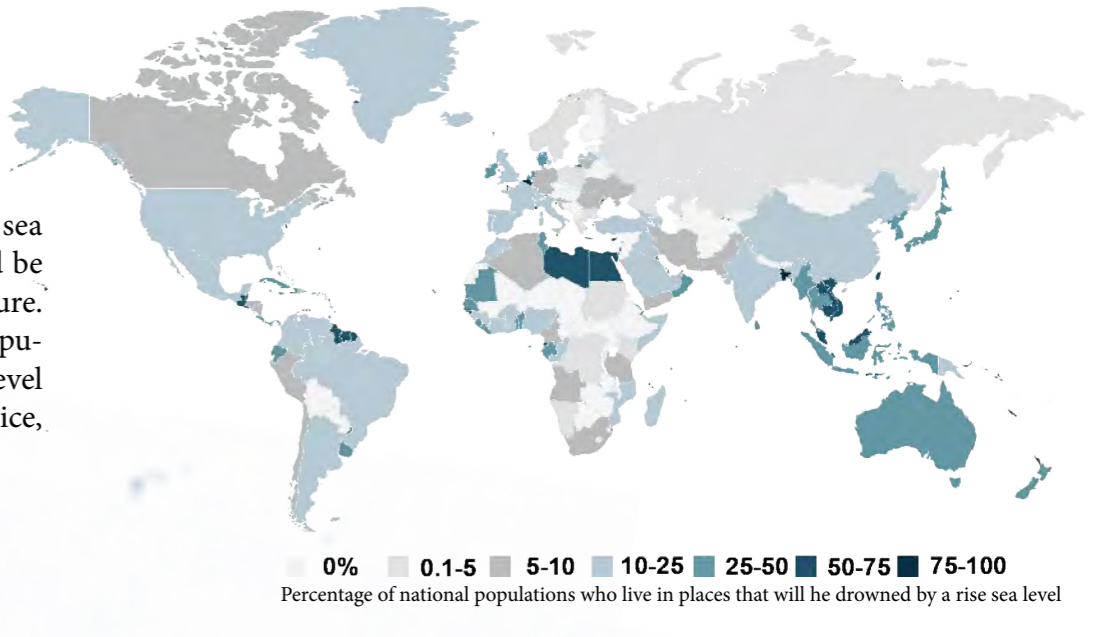 sea
be
ure.
pu-
evel
ice,
0% 0.1-5 5-10 10-25 25-50 50-75 75-100
Percentage of national populations who live in places that will he drowned by a rise sea level